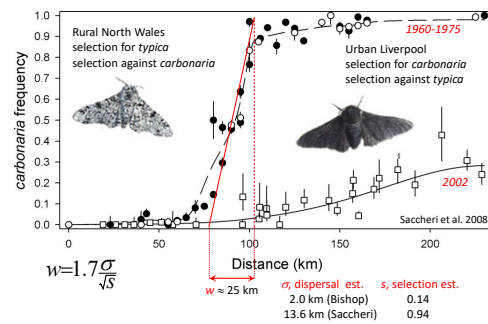 Rural North Wales
selection for typica
selection against carbonaria
1960-1975
Urban Liverpool
selection for carbonaria
selection against typica
carbonaria frequency
1.0
0.9
0.8
0.7
0.6
0.5
0.4
0.3
0.2
0.1
0.0
2002
Saccheri et al. 2008
0 50 100 150 200
Distance (km)
w=1.7 σ/√s
w ≈ 25 km
σ, dispersal est. s, selection est.
2.0 km (Bishop) 0.14
13.6 km (Saccheri) 0.94